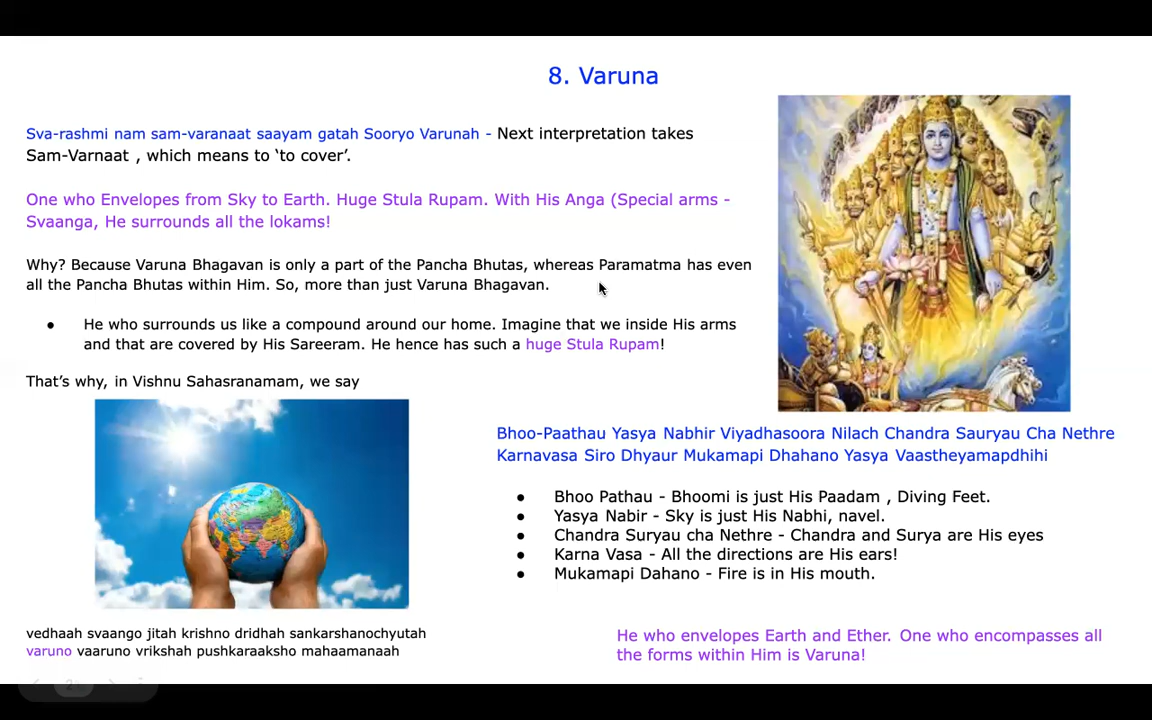 8. Varuna
Sva-rashmi nam sam-varanaat saayam gatah Sooryo Varunah - Next interpretation takes
Sam-Varnaat , which means to ‘to cover’.
One who Envelopes from Sky to Earth. Huge Stula Rupam. With His Anga (Special arms -
Svaanga, He surrounds all the lokams!
Why? Because Varuna Bhagavan is only a part of the Pancha Bhutas, whereas Paramatma has even
all the Pancha Bhutas within Him. So, more than just Varuna Bhagavan.
● He who surrounds us like a compound around our home. Imagine that we inside His arms
and that are covered by His Sareeram. He hence has such a huge Stula Rupam!
That’s why, in Vishnu Sahasranamam, we say
Bhoo-Paathau Yasya Nabhir Viyadhasoora Nilach Chandra Sauryau Cha Nethre
Karnavasa Siro Dhyaur Mukamapi Dhahano Yasya Vaastheyamapdhihi
● Bhoo Pathau - Bhoomi is just His Paadam , Diving Feet.
● Yasya Nabir - Sky is just His Nabhi, navel.
● Chandra Suryau cha Nethre - Chandra and Surya are His eyes
● Karna Vasa - All the directions are His ears!
● Mukamapi Dahano - Fire is in His mouth.
vedhaah svaango jitah krishno dridhah sankarshanochyutah
varuno vaaruno vrikshah pushkaraaksho mahaamanaah
He who envelopes Earth and Ether. One who encompasses all
the forms within Him is Varuna!